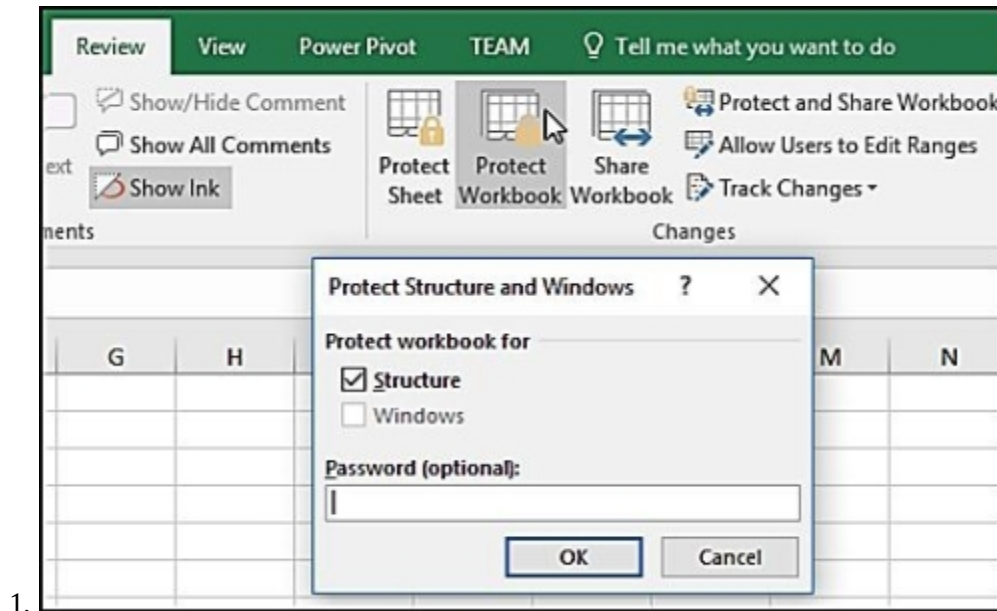 Review View Power Pivot TEAM Tell me what you want to do
Show/Hide Comment
Show All Comments
Show Ink
ext
ments
Protect Sheet
Protect Workbook
Share Workbook
Protect and Share Workbook
Allow Users to Edit Ranges
Track Changes
Changes
Protect Structure and Windows ?
Protect workbook for
Structure
Windows
Password (optional):
OK Cancel
G H M N
1.